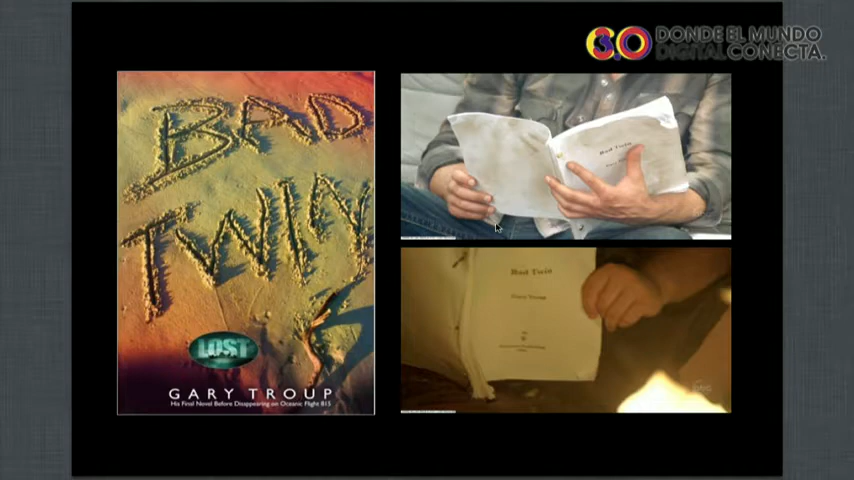 3.0
DONDE EL MUNDO
DIGITAL CONECTA.
BAD
TWIN
LOST
GARY TROUP
His Final Novel Before Disappearing on Oceanic Flight 815
Bad Twin
Bad Twin
Gary Troup
abc